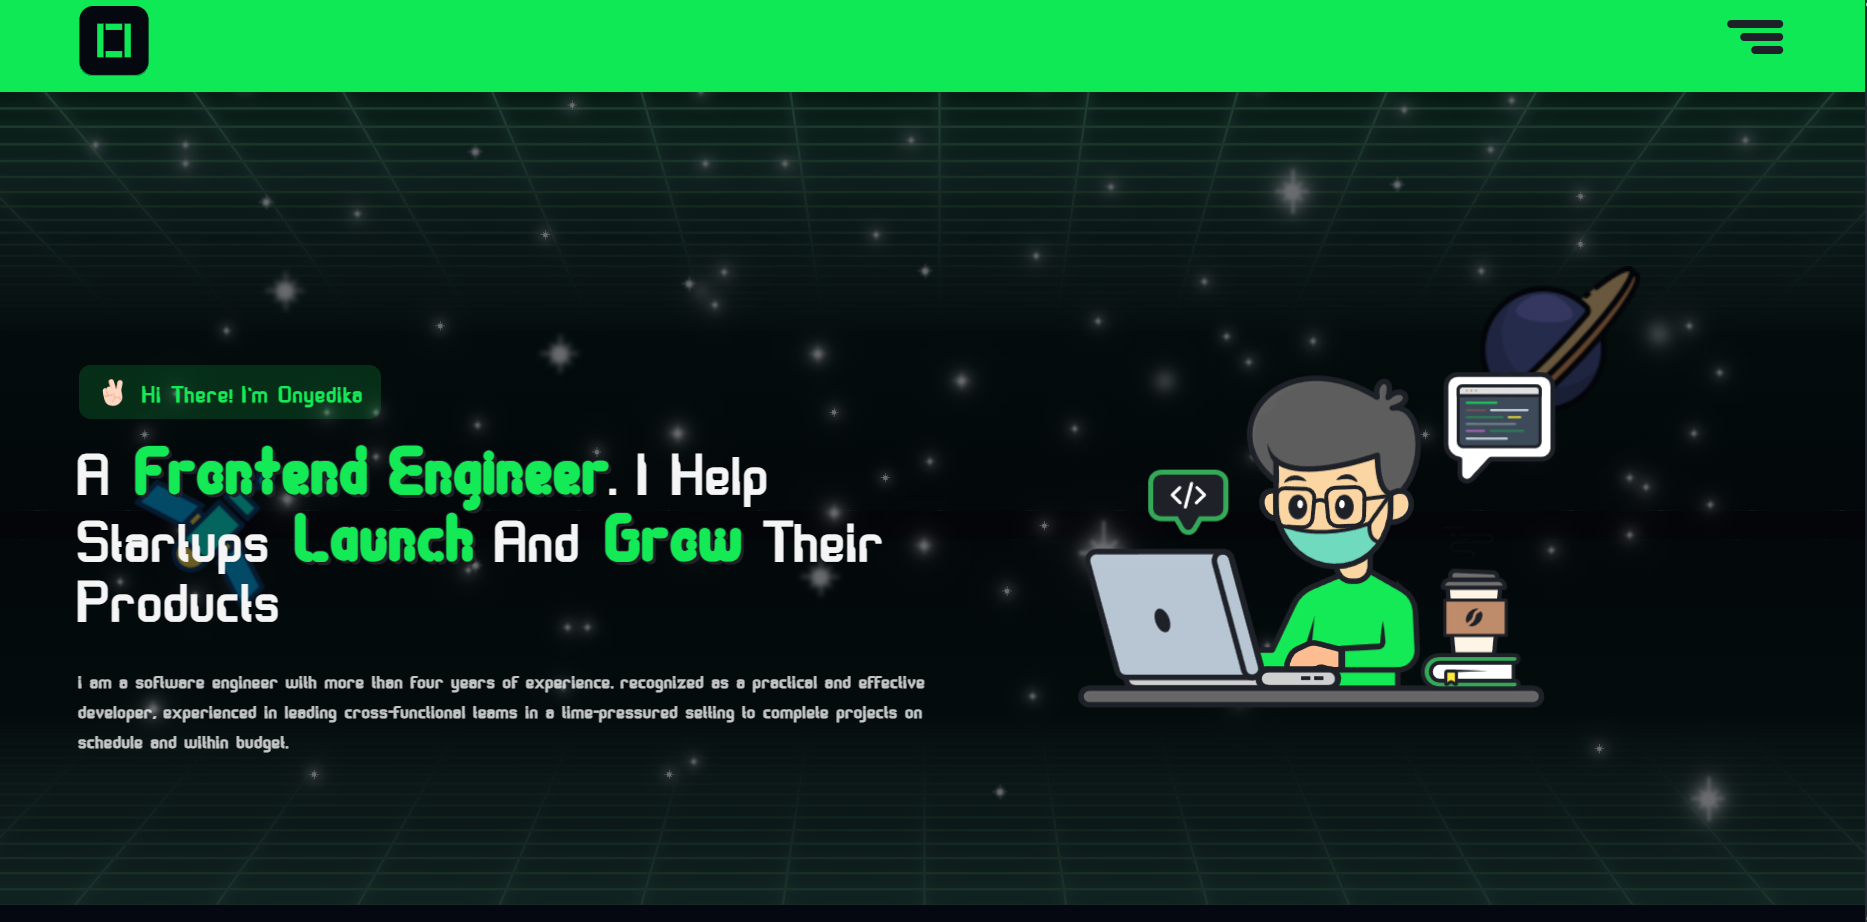 Hi There! I'm Onyedika
A Frontend Engineer. I Help
Startups Launch And Grow Their
Products
</>
i am a software engineer with more than four years of experience. recognized as a practical and effective
developer. experienced in leading cross-functional teams in a time-pressured setting to complete projects on
schedule and within budget.